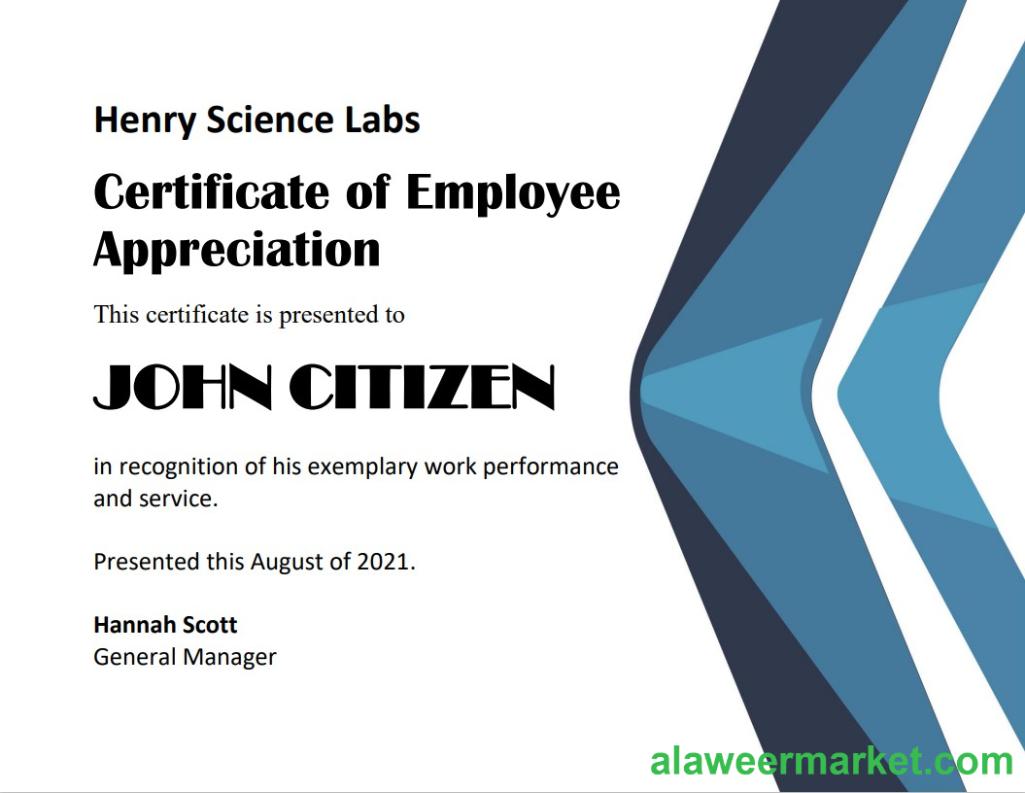 Henry Science Labs
Certificate of Employee
Appreciation
This certificate is presented to
JOHN CITIZEN
in recognition of his exemplary work performance
and service.
Presented this August of 2021.
Hannah Scott
General Manager
alaweermarket.com